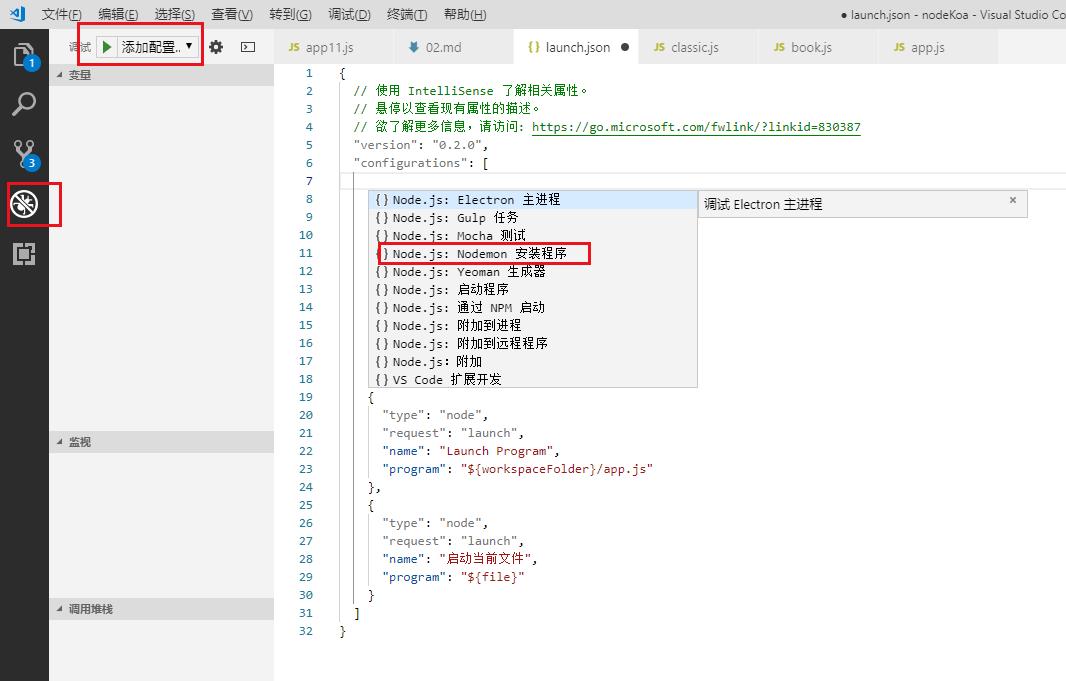 文件(F) 编辑(E) 选择(S) 查看(V) 转到(G) 调试(D) 终端(T) 帮助(H) ● launch.json - nodeKoa - Visual Studio Co
调试 添加配置.. ▼ JS app11.js 02.md {} launch.json ● JS classic.js JS book.js JS app.js
1
3
变量
监视
调用堆栈
1 {
2 // 使用 IntelliSense 了解相关属性。
3 // 悬停以查看现有属性的描述。
4 // 欲了解更多信息，请访问: https://go.microsoft.com/fwlink/?linkid=830387
5 "version": "0.2.0",
6 "configurations": [
7
8 {} Node.js: Electron 主进程 调试 Electron 主进程 ×
9 {} Node.js: Gulp 任务
10 {} Node.js: Mocha 测试
11 {} Node.js: Nodemon 安装程序
12 {} Node.js: Yeoman 生成器
13 {} Node.js: 启动程序
14 {} Node.js: 通过 NPM 启动
15 {} Node.js: 附加到进程
16 {} Node.js: 附加到远程程序
17 {} Node.js: 附加
18 {} VS Code 扩展开发
19 {
20 "type": "node",
21 "request": "launch",
22 "name": "Launch Program",
23 "program": "${workspaceFolder}/app.js"
24 },
25 {
26 "type": "node",
27 "request": "launch",
28 "name": "启动当前文件",
29 "program": "${file}"
30 }
31 ]
32 }